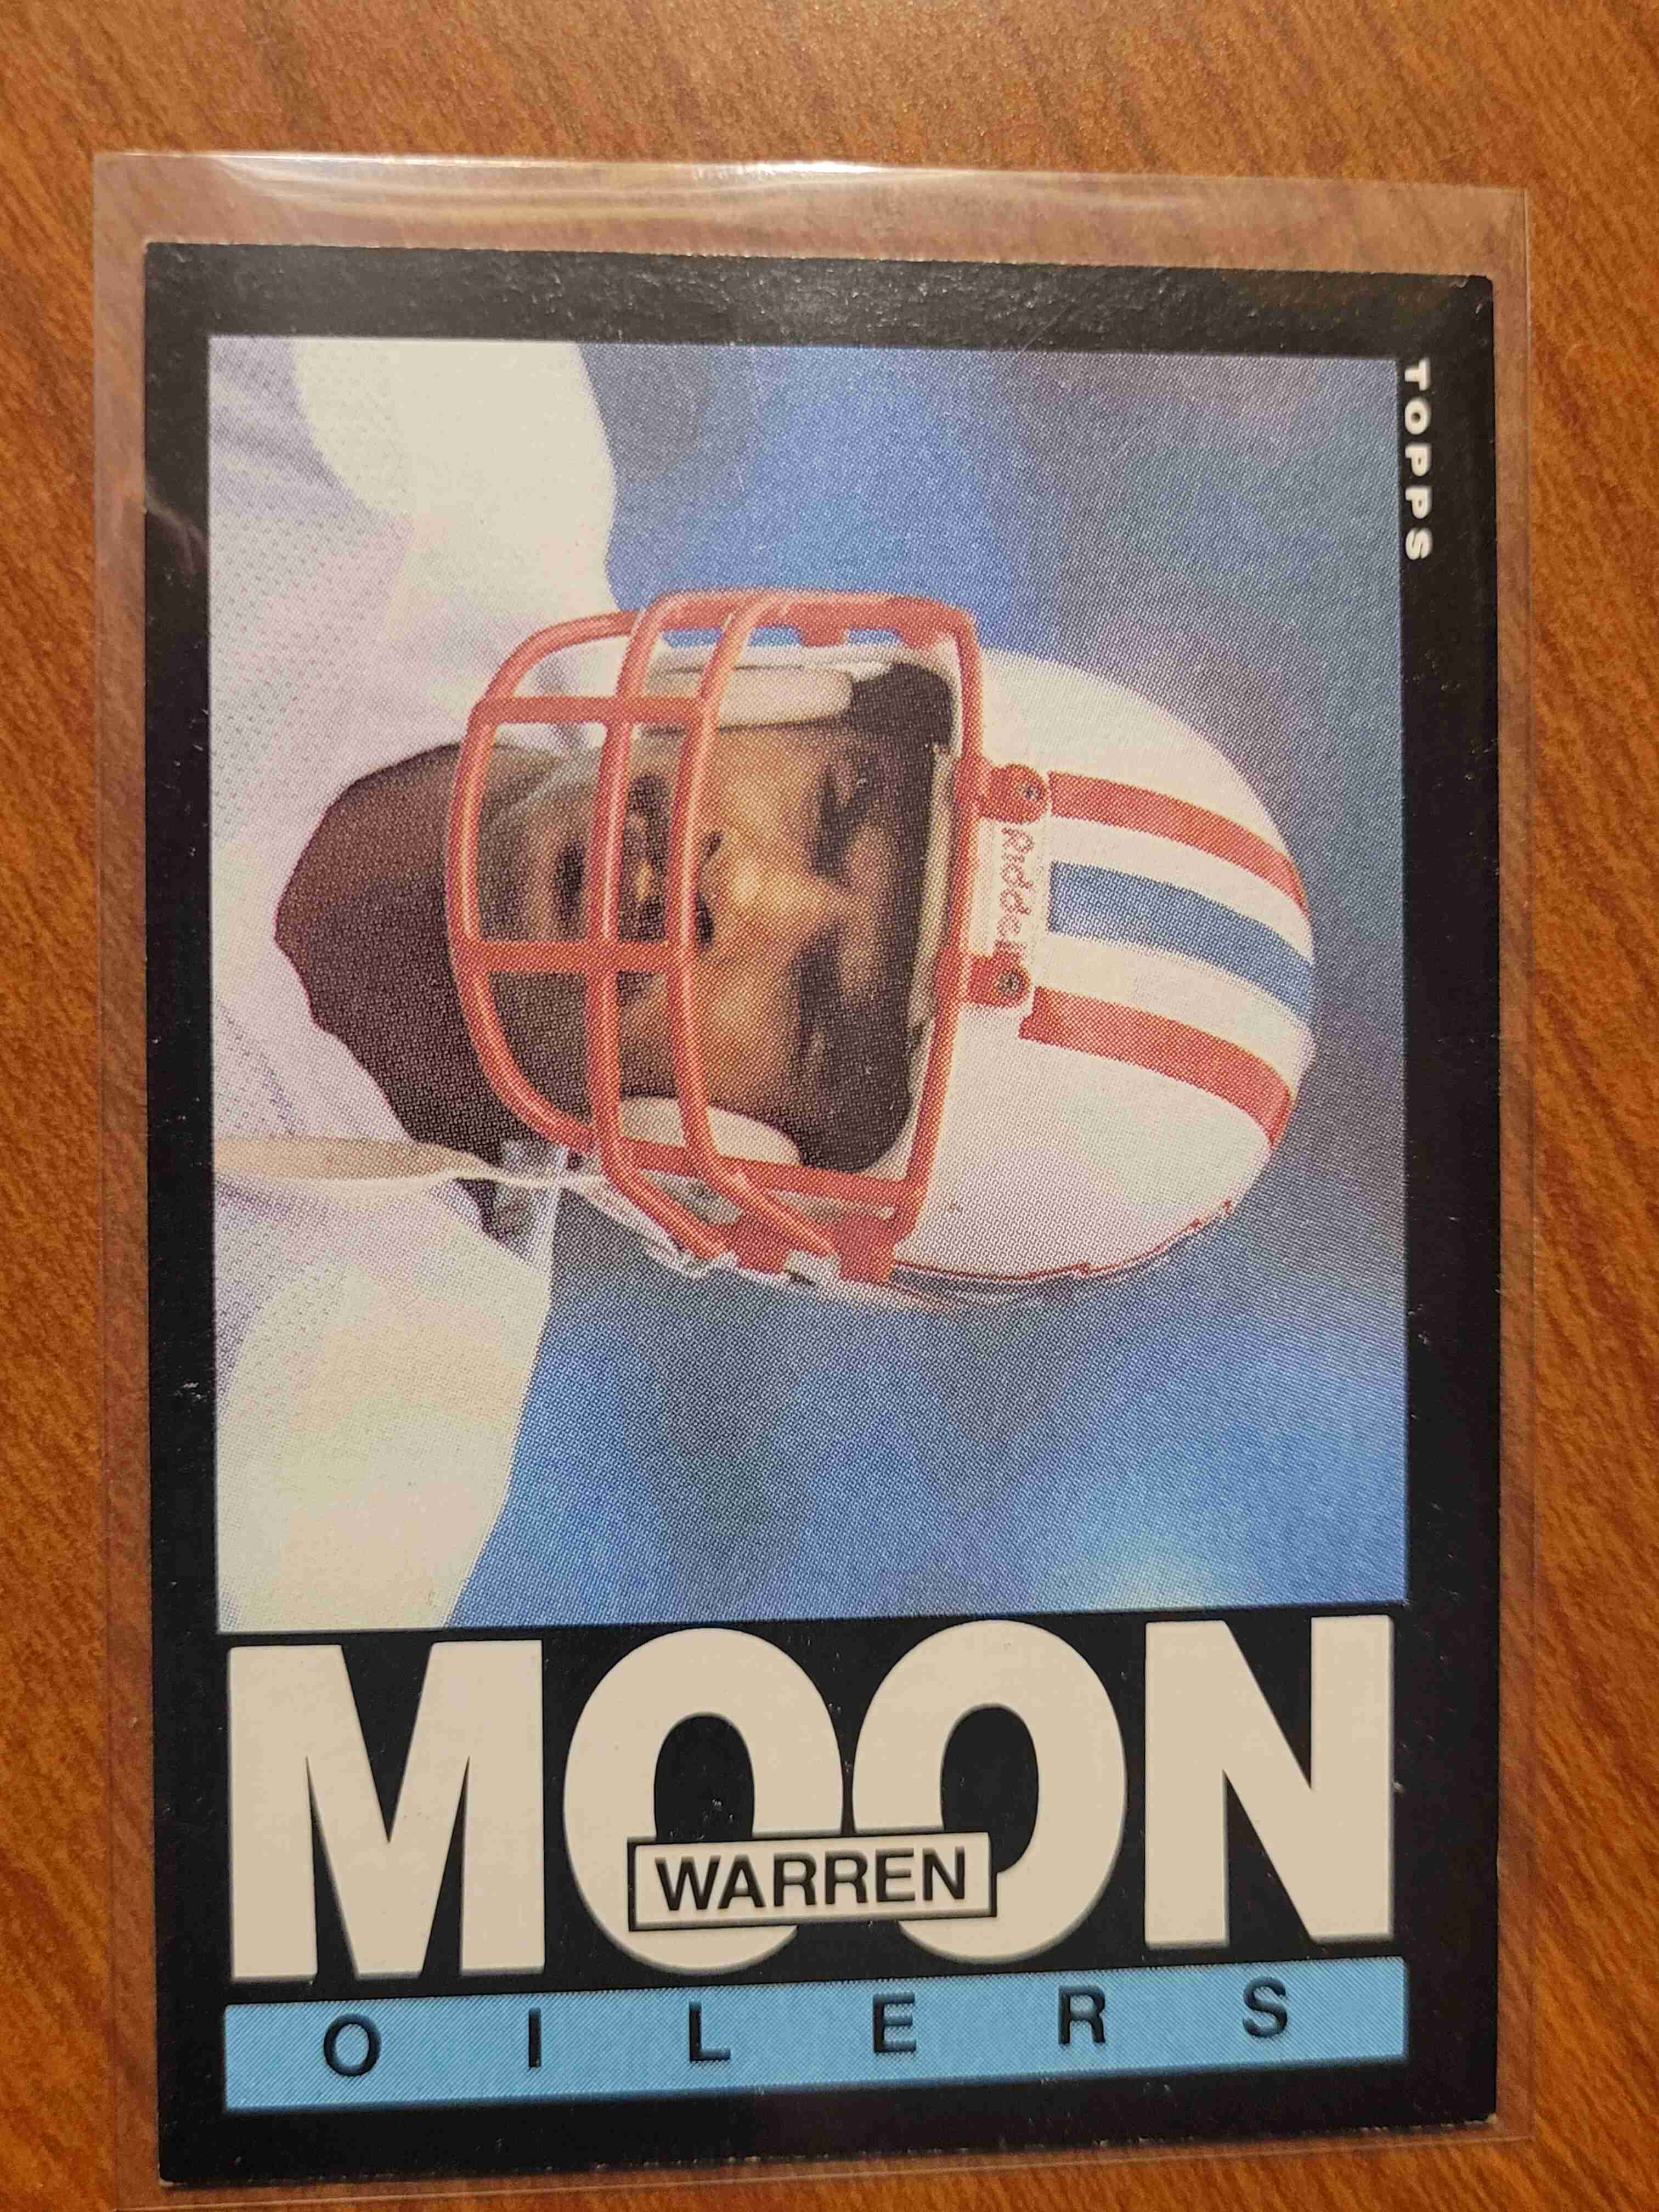 TOPPS
Riddell
MOON
WARREN
OILERS